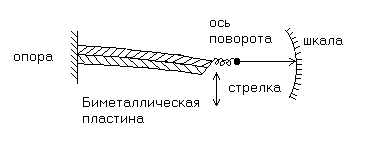 ось
поворота
шкала
опора
стрелка
Биметаллическая
пластина